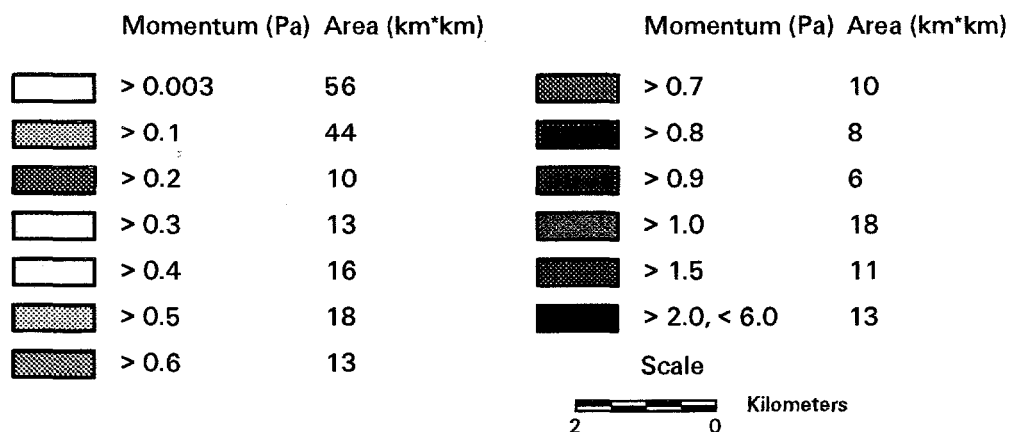 Momentum (Pa) Area (km*km)
> 0.003 56
> 0.1 44
> 0.2 10
> 0.3 13
> 0.4 16
> 0.5 18
> 0.6 13
Momentum (Pa) Area (km*km)
> 0.7 10
> 0.8 8
> 0.9 6
> 1.0 18
> 1.5 11
> 2.0, < 6.0 13
Scale
Kilometers
2 0